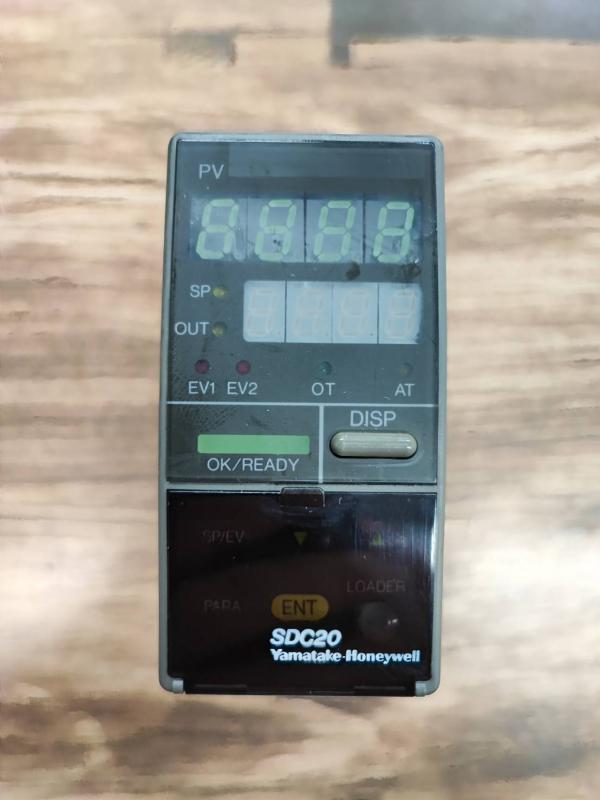 PV
SP
OUT
EV1 EV2 OT AT
DISP
OK/READY
SP/EV
LOADER
PARA ENT
SDC20
Yamatake-Honeywell